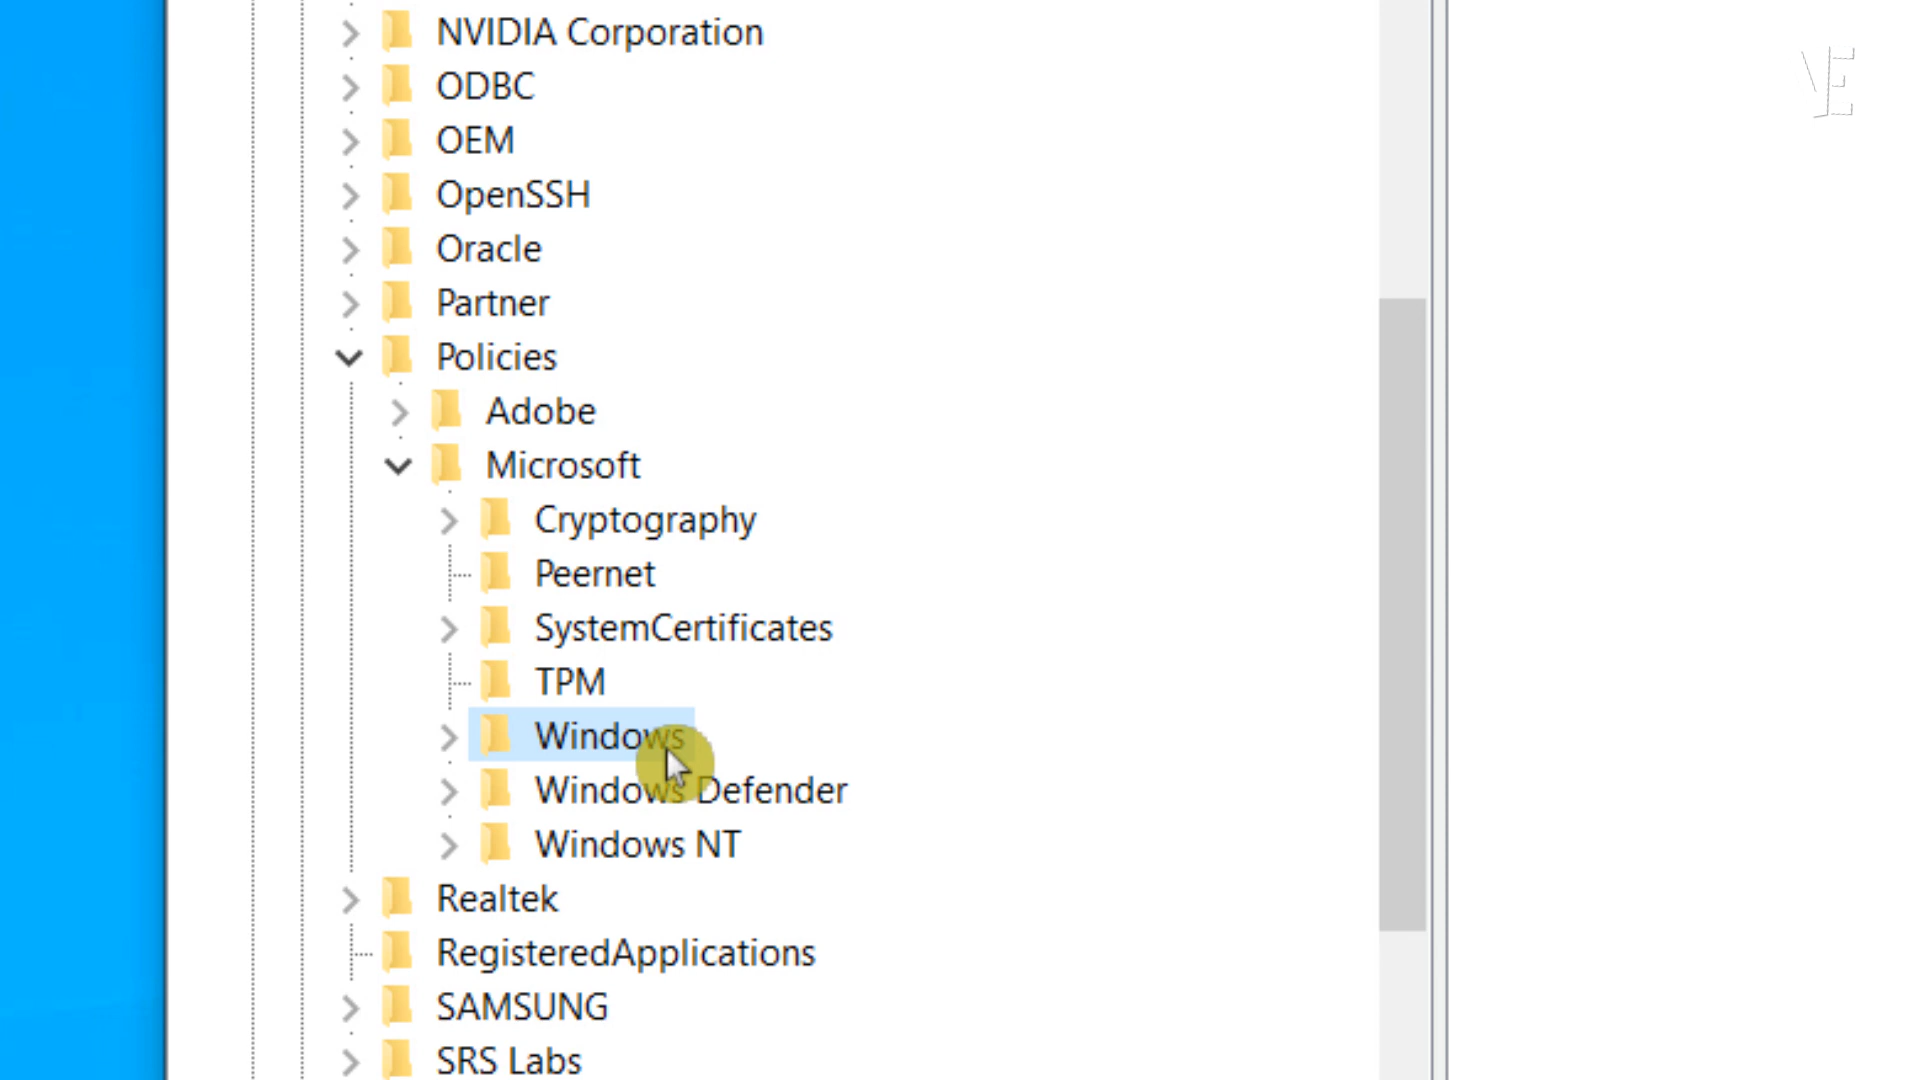 NVIDIA Corporation
ODBC
OEM
OpenSSH
Oracle
Partner
Policies
Adobe
Microsoft
Cryptography
Peernet
SystemCertificates
TPM
Windows
Windows Defender
Windows NT
Realtek
RegisteredApplications
SAMSUNG
SRS Labs